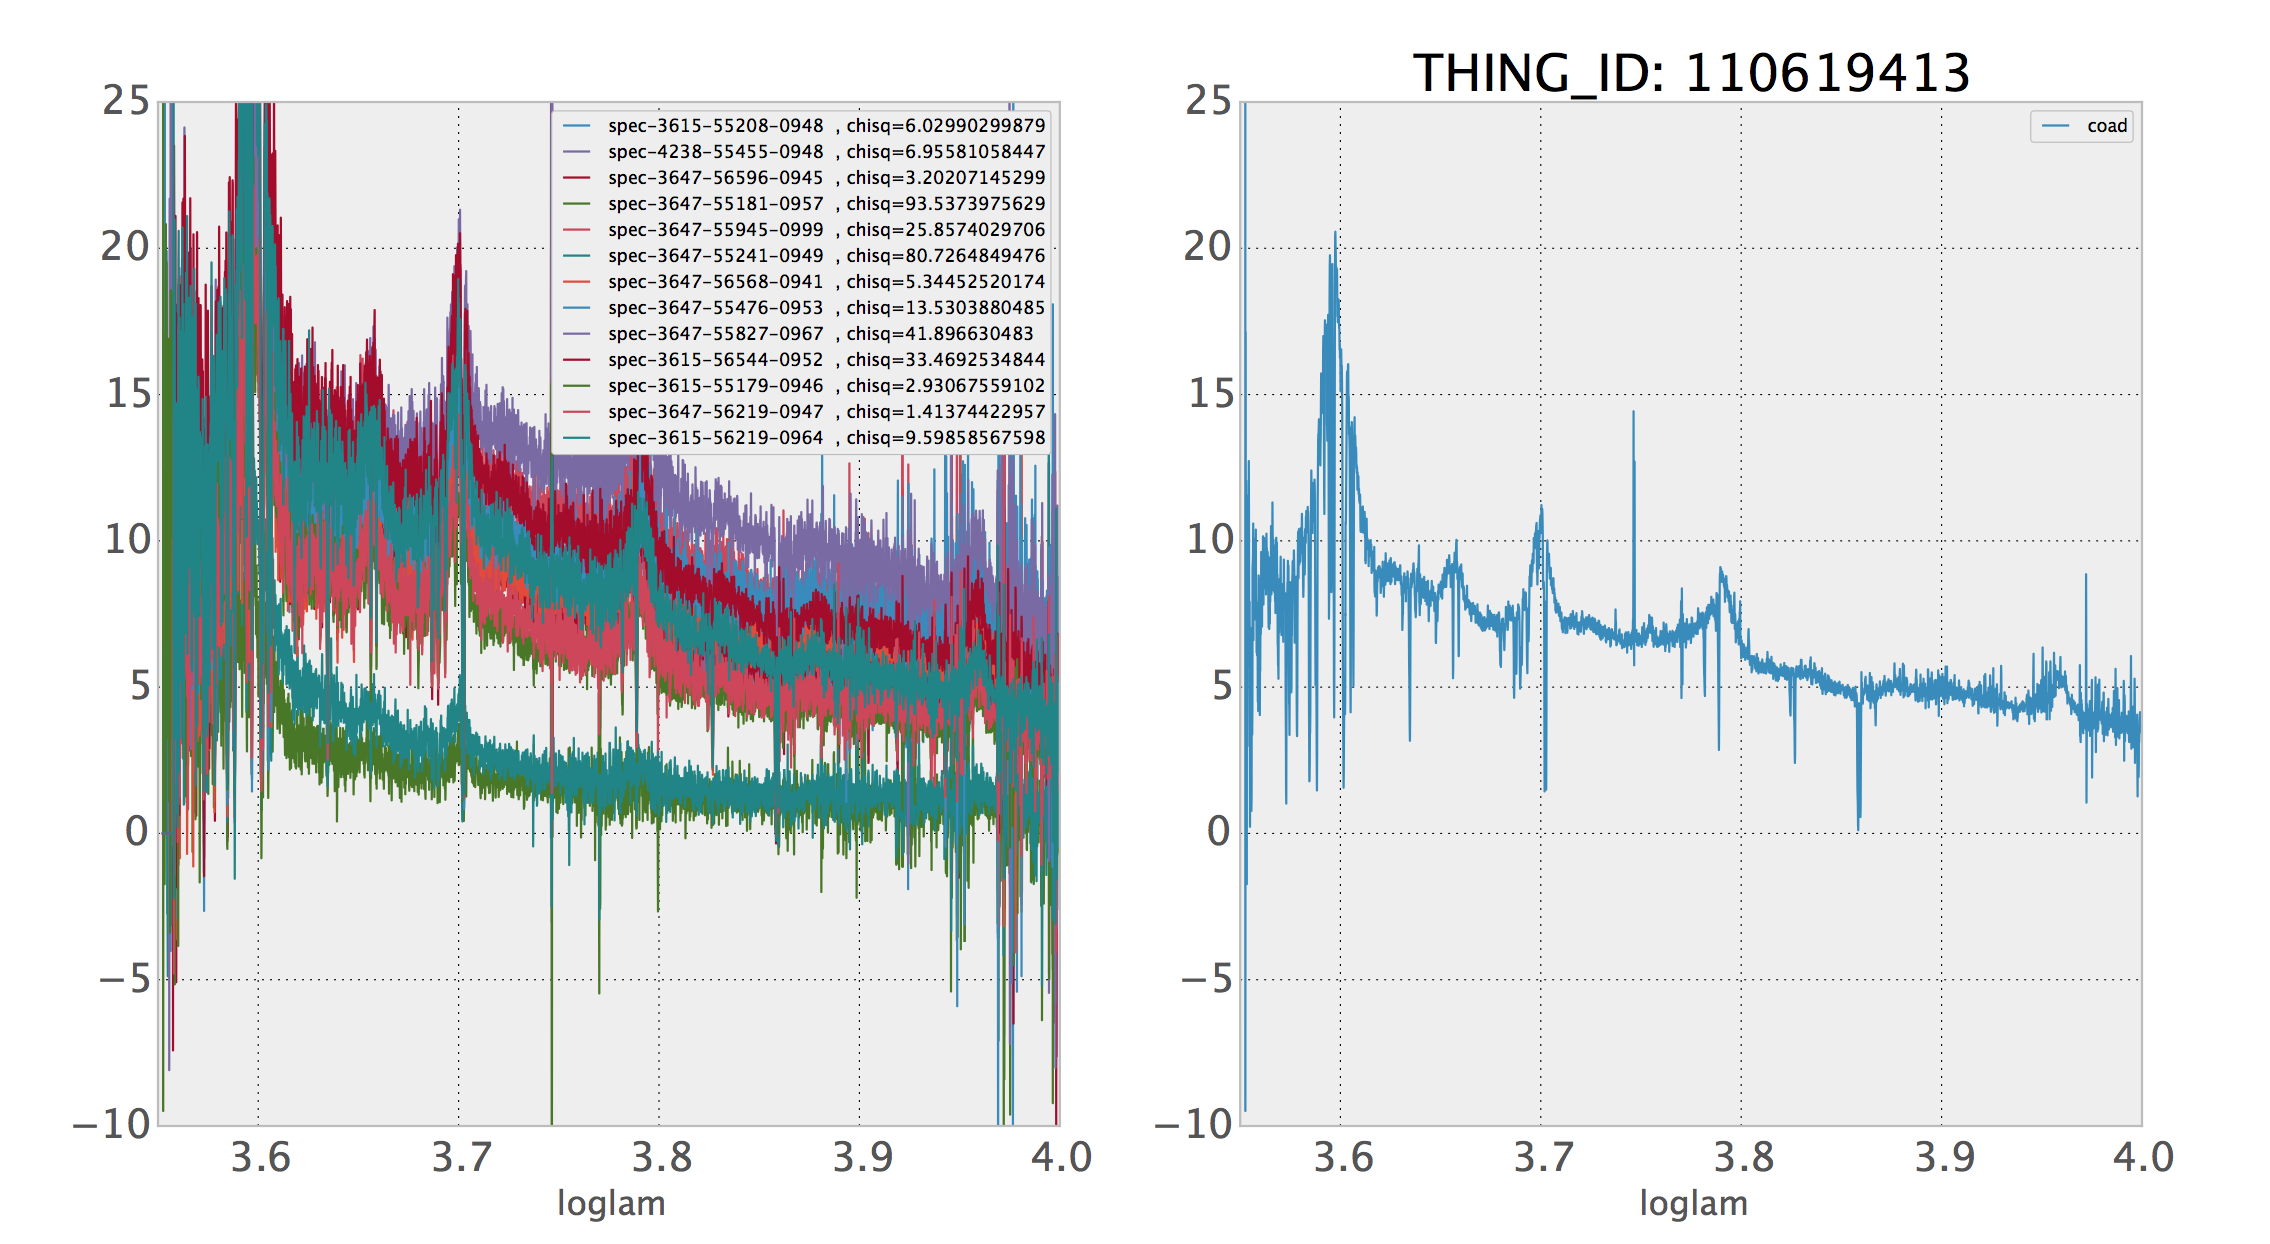 25
20
15
10
5
0
−5
−10
3.6 3.7 3.8 3.9 4.0
loglam
spec-3615-55208-0948 , chisq=6.02990299879
spec-4238-55455-0948 , chisq=6.95581058447
spec-3647-56596-0945 , chisq=3.20207145299
spec-3647-55181-0957 , chisq=93.5373975629
spec-3647-55945-0999 , chisq=25.8574029706
spec-3647-55241-0949 , chisq=80.7264849476
spec-3647-56568-0941 , chisq=5.34452520174
spec-3647-55476-0953 , chisq=13.5303880485
spec-3647-55827-0967 , chisq=41.896630483
spec-3615-56544-0952 , chisq=33.4692534844
spec-3615-55179-0946 , chisq=2.93067559102
spec-3647-56219-0947 , chisq=1.41374422957
spec-3615-56219-0964 , chisq=9.59858567598
THING_ID: 110619413
25
20
15
10
5
0
−5
−10
3.6 3.7 3.8 3.9 4.0
loglam
coad